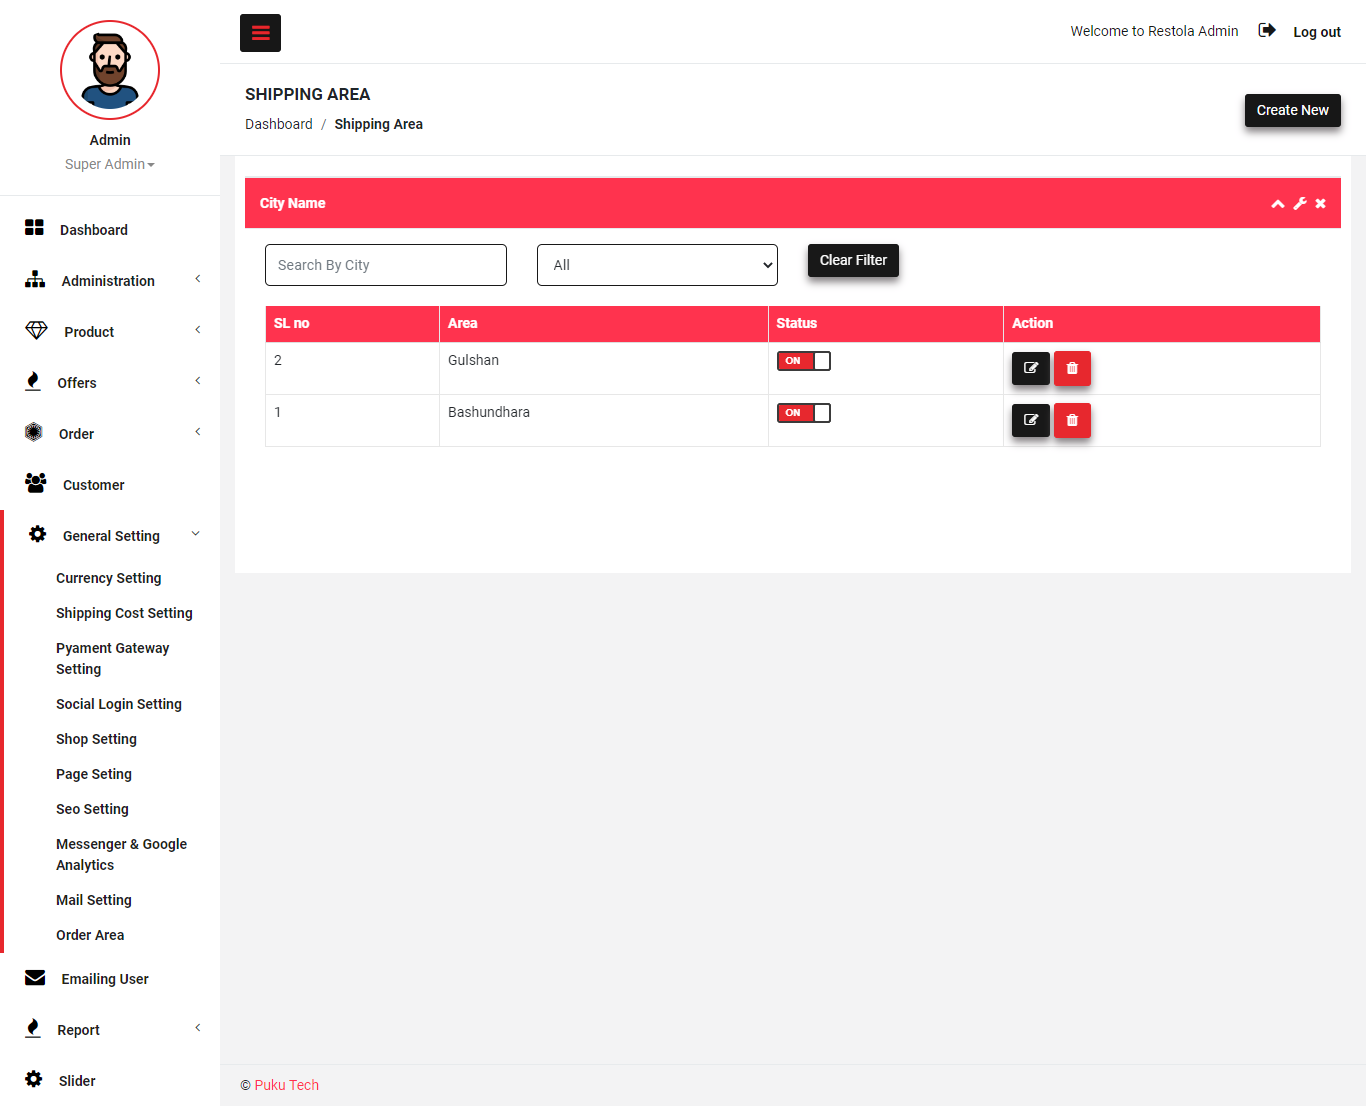 Admin
Super Admin
Dashboard
Administration
Product
Offers
Order
Customer
General Setting
Currency Setting
Shipping Cost Setting
Pyament Gateway
Setting
Social Login Setting
Shop Setting
Page Seting
Seo Setting
Messenger & Google
Analytics
Mail Setting
Order Area
Emailing User
Report
Slider
Welcome to Restola Admin Log out
SHIPPING AREA
Dashboard / Shipping Area
Create New
City Name
Search By City All Clear Filter
SL no Area Status Action
2 Gulshan ON
1 Bashundhara ON
© Puku Tech